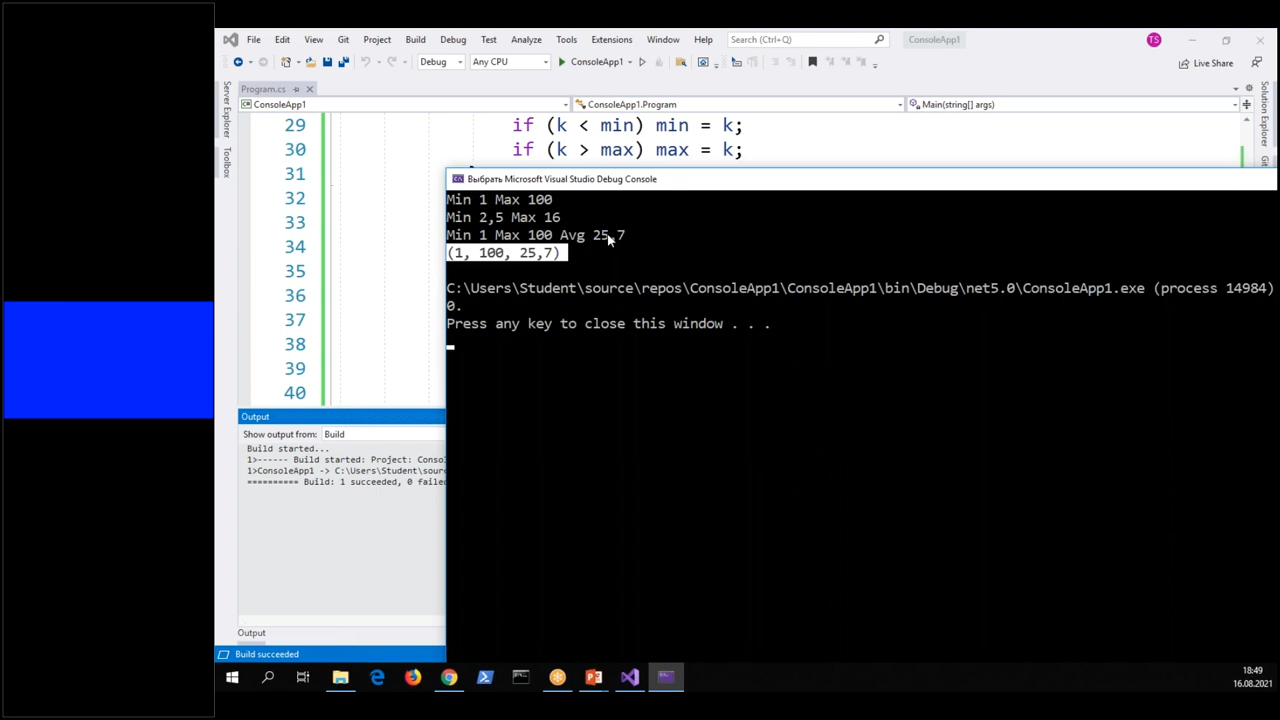 File Edit View Git Project Build Debug Test Analyze Tools Extensions Window Help Search (Ctrl+Q) ConsoleApp1 TS
Debug Any CPU ConsoleApp1 Live Share
Server Explorer
Toolbox
Solution Explorer
Program.cs
ConsoleApp1 ConsoleApp1.Program Main(string[] args)
29 if (k < min) min = k;
30 if (k > max) max = k;
31
32
33
34
35
36
37
38
39
40
Выбрать Microsoft Visual Studio Debug Console
Min 1 Max 100
Min 2,5 Max 16
Min 1 Max 100 Avg 25,7
(1, 100, 25,7)
C:\Users\Student\source\repos\ConsoleApp1\ConsoleApp1\bin\Debug\net5.0\ConsoleApp1.exe (process 14984)
0.
Press any key to close this window . . .
Output
Show output from: Build
Build started...
1>------ Build started: Project: Conso
1>ConsoleApp1 -> C:\Users\Student\sour
========== Build: 1 succeeded, 0 failed
Output
Build succeeded
18:49
16.08.2021